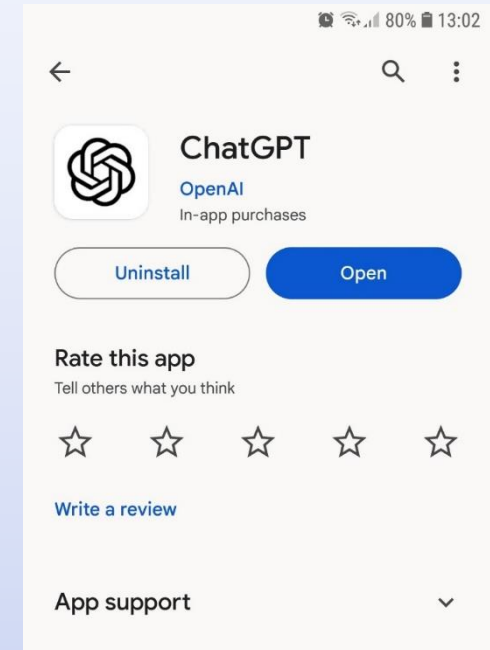 80% 13:02
ChatGPT
OpenAI
In-app purchases
Uninstall Open
Rate this app
Tell others what you think
Write a review
App support